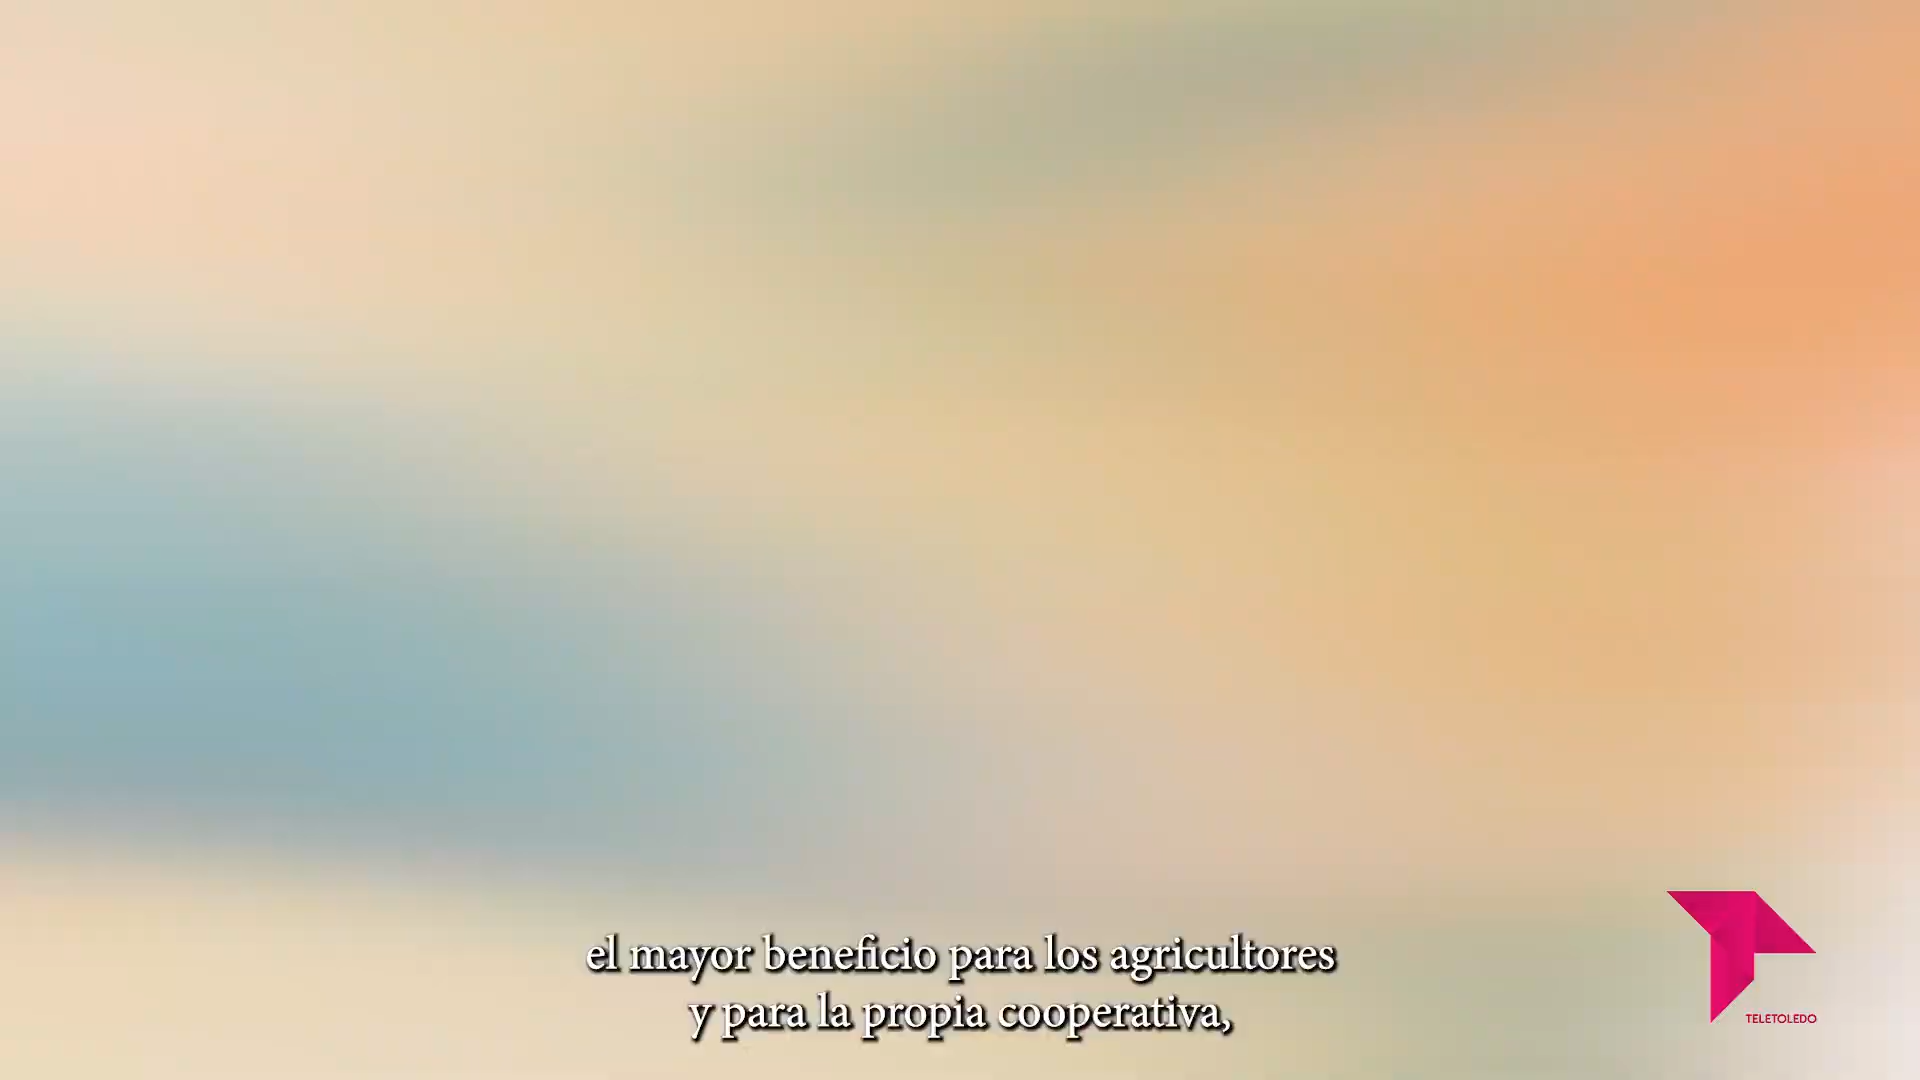 el mayor beneficio para los agricultores
y para la propia cooperativa,
TELETOLEDO